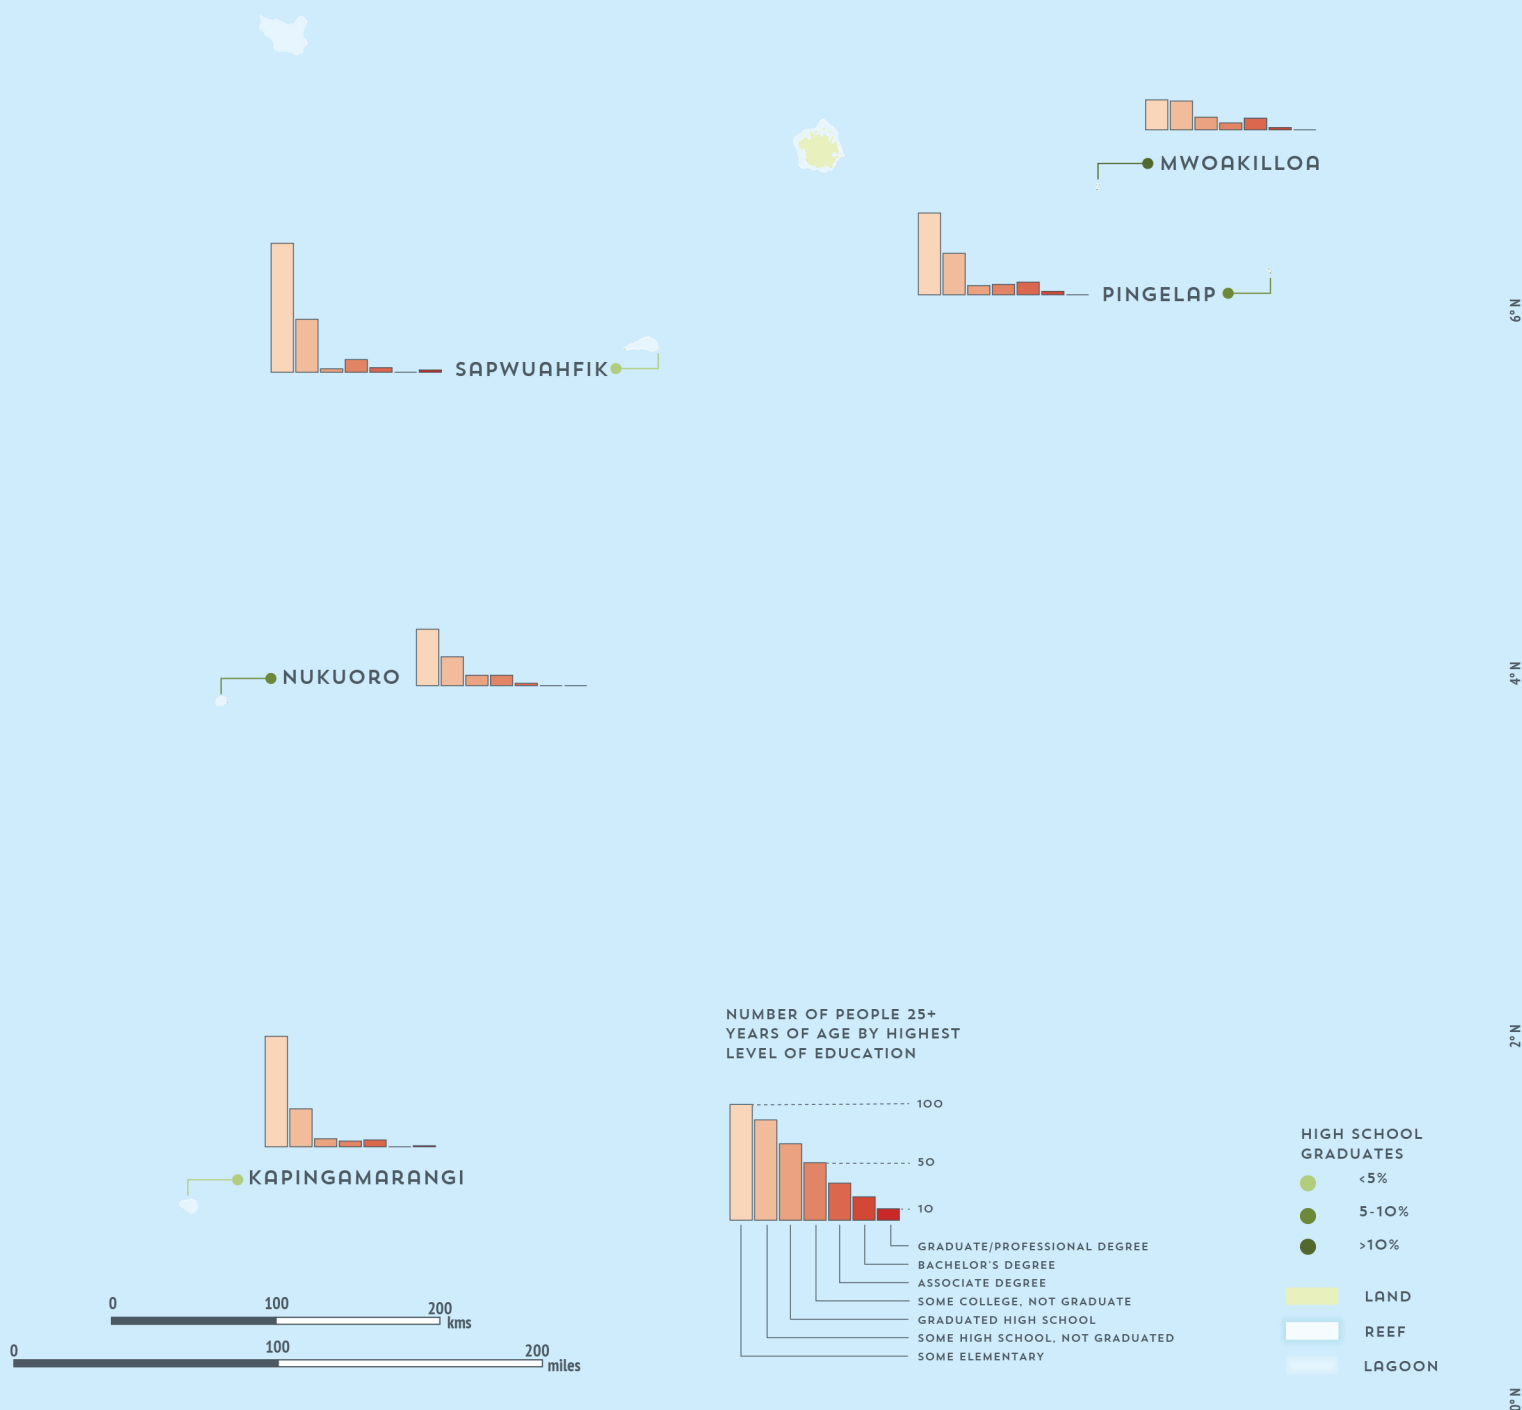 MWOAKILLOA
PINGELAP
6°N
SAPWUAHFIK
NUKUORO
4°N
NUMBER OF PEOPLE 25+
YEARS OF AGE BY HIGHEST
LEVEL OF EDUCATION
2°N
100
50
10
GRADUATE/PROFESSIONAL DEGREE
BACHELOR'S DEGREE
ASSOCIATE DEGREE
SOME COLLEGE, NOT GRADUATE
GRADUATED HIGH SCHOOL
SOME HIGH SCHOOL, NOT GRADUATED
SOME ELEMENTARY
HIGH SCHOOL
GRADUATES
<5%
5-10%
>10%
LAND
REEF
LAGOON
KAPINGAMARANGI
0 100 200 kms
0 100 200 miles
0°N